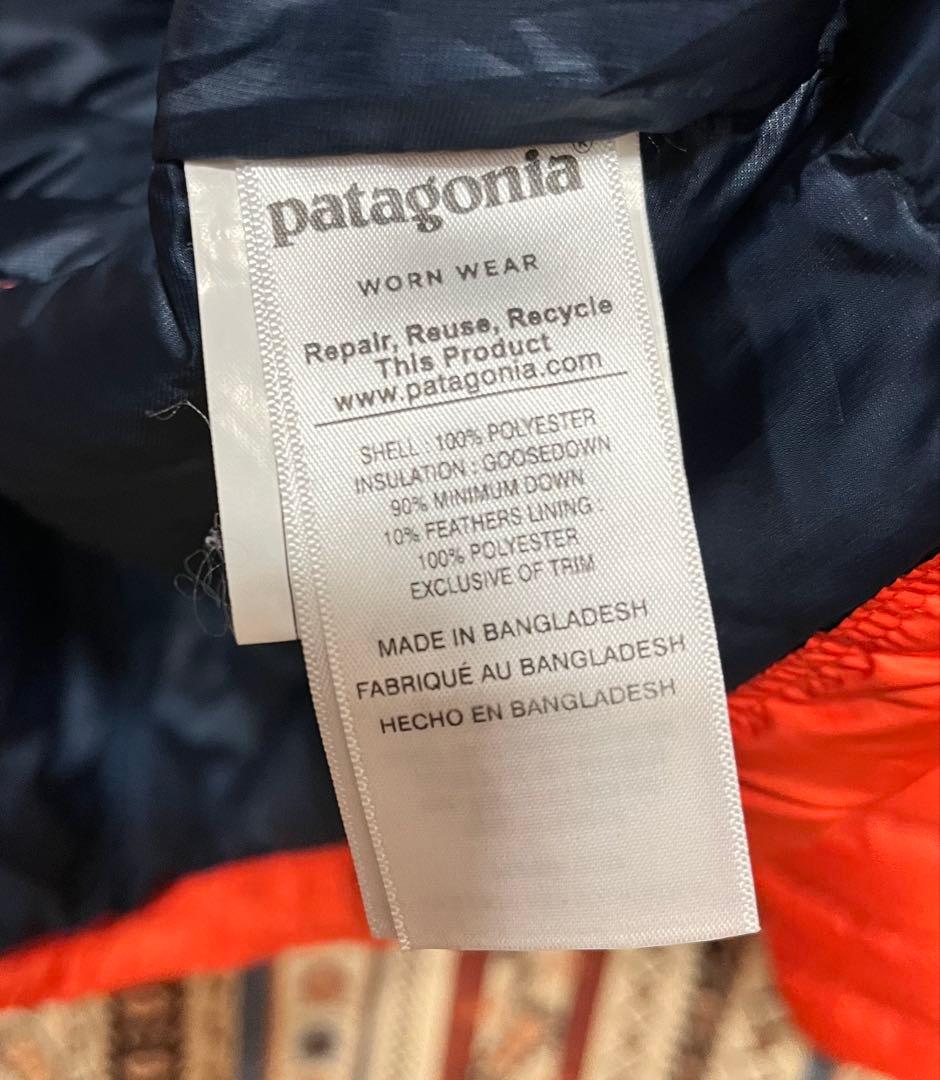 patagonia®
WORN WEAR
Repair, Reuse, Recycle
This Product
www.patagonia.com
SHELL : 100% POLYESTER
INSULATION : GOOSEDOWN
90% MINIMUM DOWN
10% FEATHERS LINING :
100% POLYESTER
EXCLUSIVE OF TRIM
MADE IN BANGLADESH
FABRIQUÉ AU BANGLADESH
HECHO EN BANGLADESH